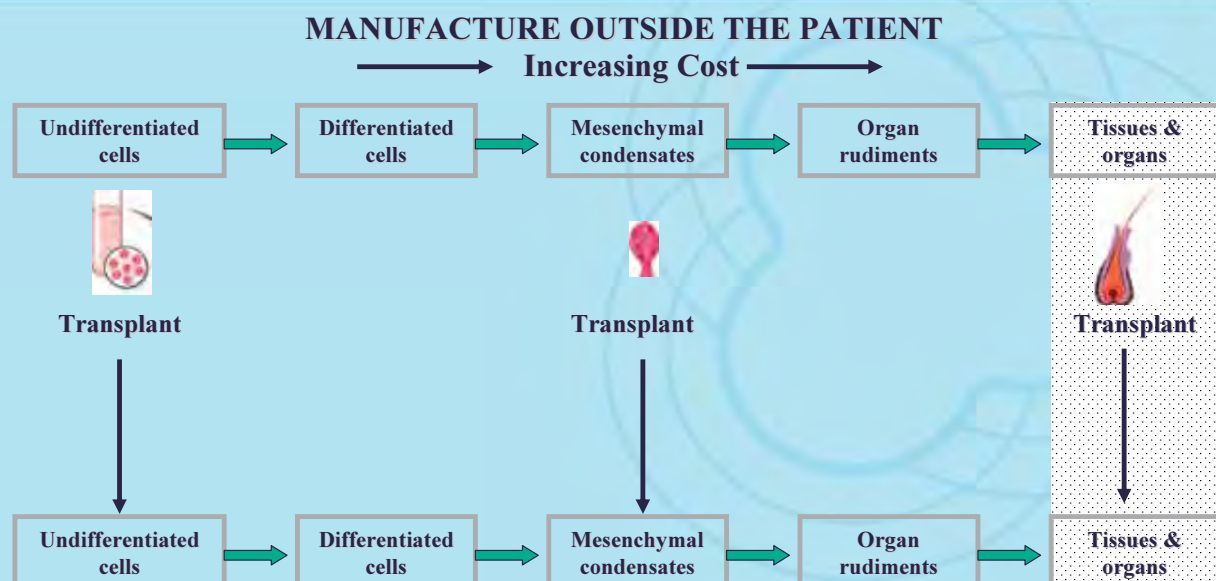 MANUFACTURE OUTSIDE THE PATIENT
Increasing Cost
Undifferentiated
cells
Differentiated
cells
Mesenchymal
condensates
Organ
rudiments
Tissues &
organs
Transplant
Transplant
Transplant
Undifferentiated
cells
Differentiated
cells
Mesenchymal
condensates
Organ
rudiments
Tissues &
organs